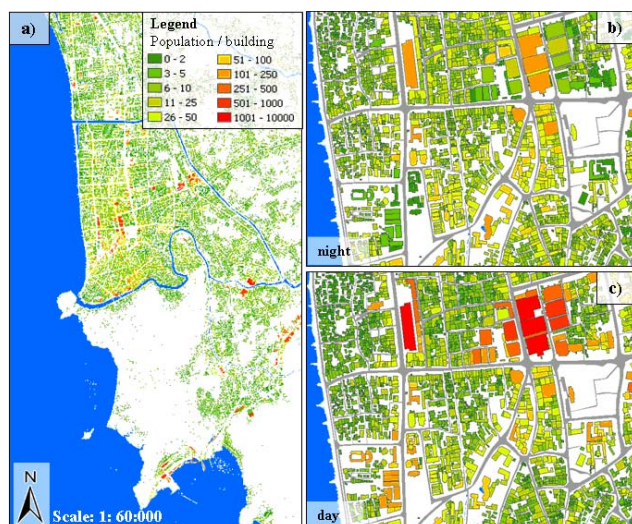 a)
Legend
Population / building
0 - 2
3 - 5
6 - 10
11 - 25
26 - 50
51 - 100
101 - 250
251 - 500
501 - 1000
1001 - 10000
N
Scale: 1: 60:000
b)
night
c)
day